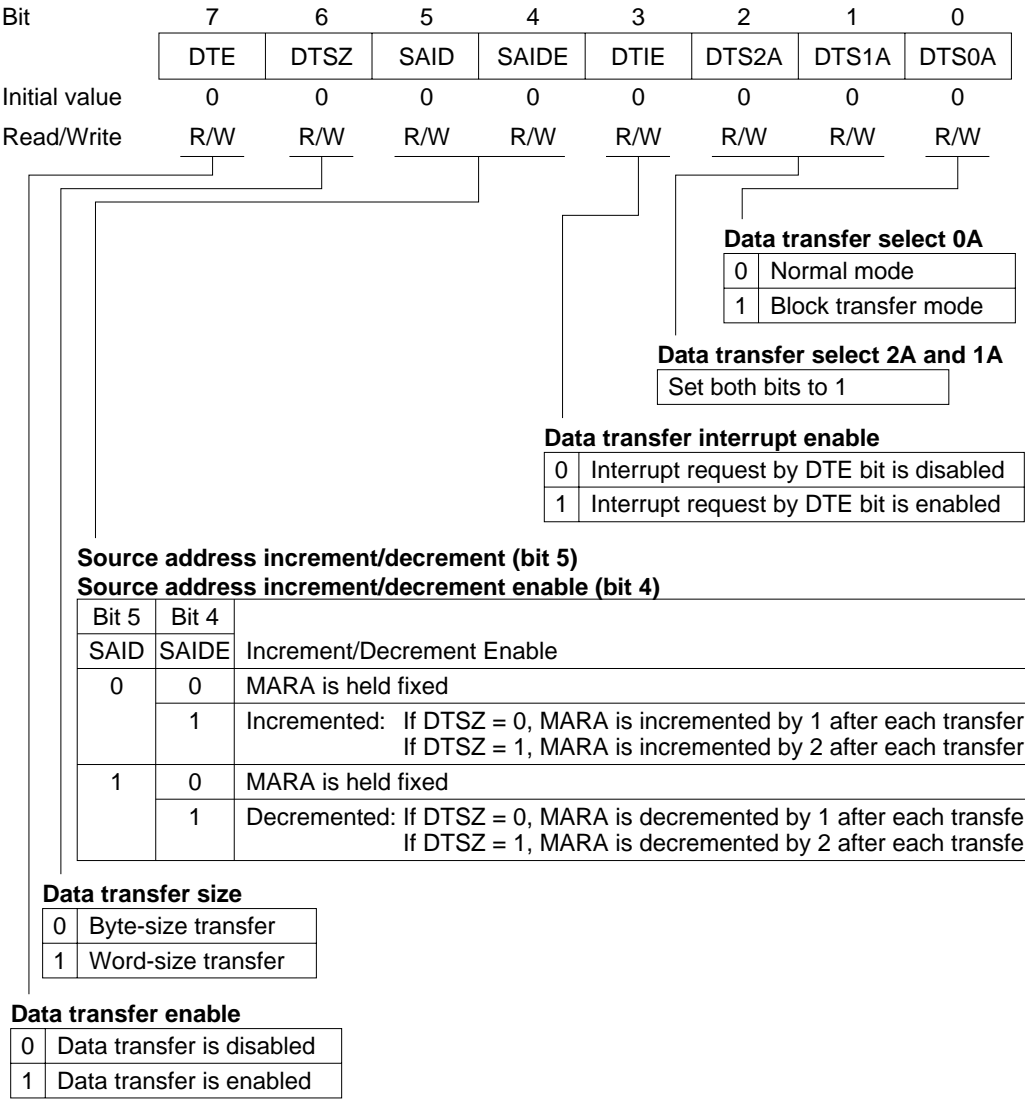 Bit 7 6 5 4 3 2 1 0
DTE DTSZ SAID SAIDE DTIE DTS2A DTS1A DTS0A
Initial value 0 0 0 0 0 0 0 0
Read/Write R/W R/W R/W R/W R/W R/W R/W R/W
Data transfer select 0A
0 Normal mode
1 Block transfer mode
Data transfer select 2A and 1A
Set both bits to 1
Data transfer interrupt enable
0 Interrupt request by DTE bit is disabled
1 Interrupt request by DTE bit is enabled
Source address increment/decrement (bit 5)
Source address increment/decrement enable (bit 4)
Bit 5 Bit 4
SAID SAIDE Increment/Decrement Enable
0 0 MARA is held fixed
1 Incremented: If DTSZ = 0, MARA is incremented by 1 after each transfer
If DTSZ = 1, MARA is incremented by 2 after each transfer
1 0 MARA is held fixed
1 Decremented: If DTSZ = 0, MARA is decremented by 1 after each transfe
If DTSZ = 1, MARA is decremented by 2 after each transfe
Data transfer size
0 Byte-size transfer
1 Word-size transfer
Data transfer enable
0 Data transfer is disabled
1 Data transfer is enabled